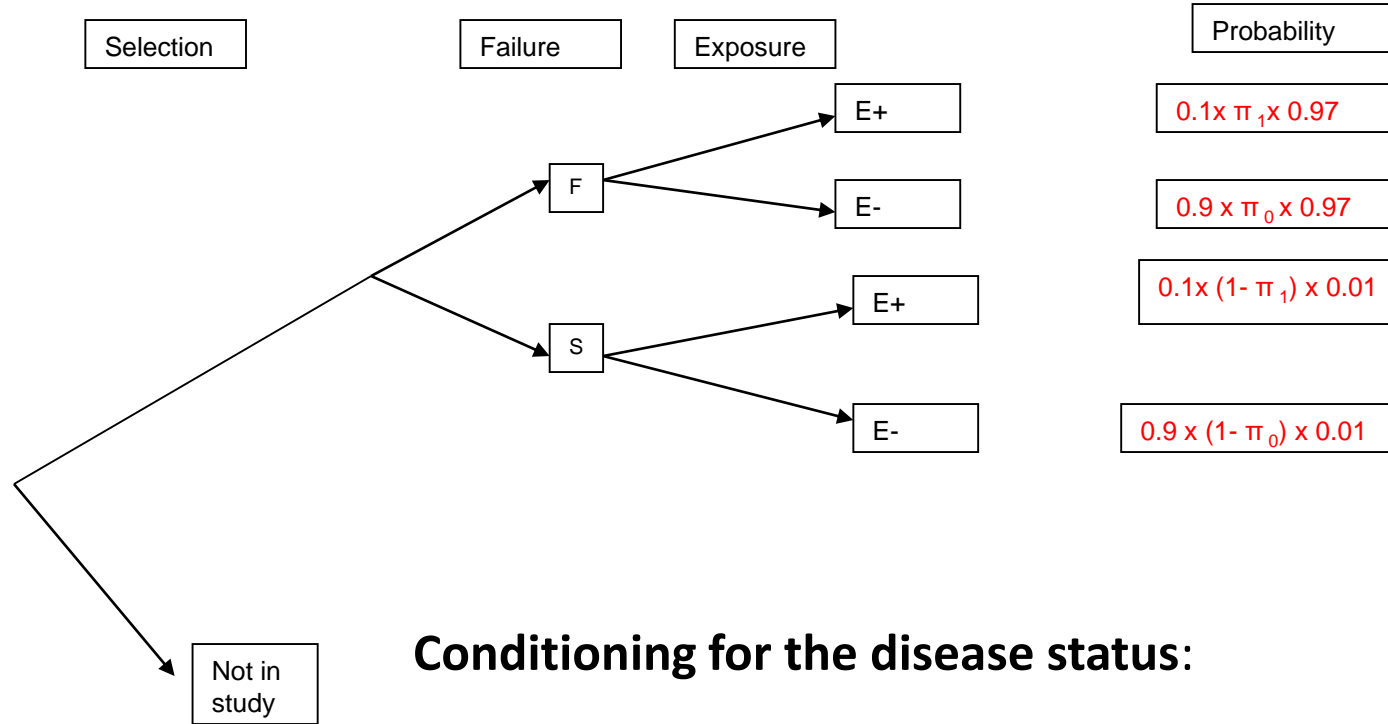 Selection
Failure
Exposure
Probability
E+
0.1x π ₁x 0.97
F
E-
0.9 x π ₀ x 0.97
E+
0.1x (1- π ₁) x 0.01
S
E-
0.9 x (1- π ₀) x 0.01
Conditioning for the disease status:
Not in
study